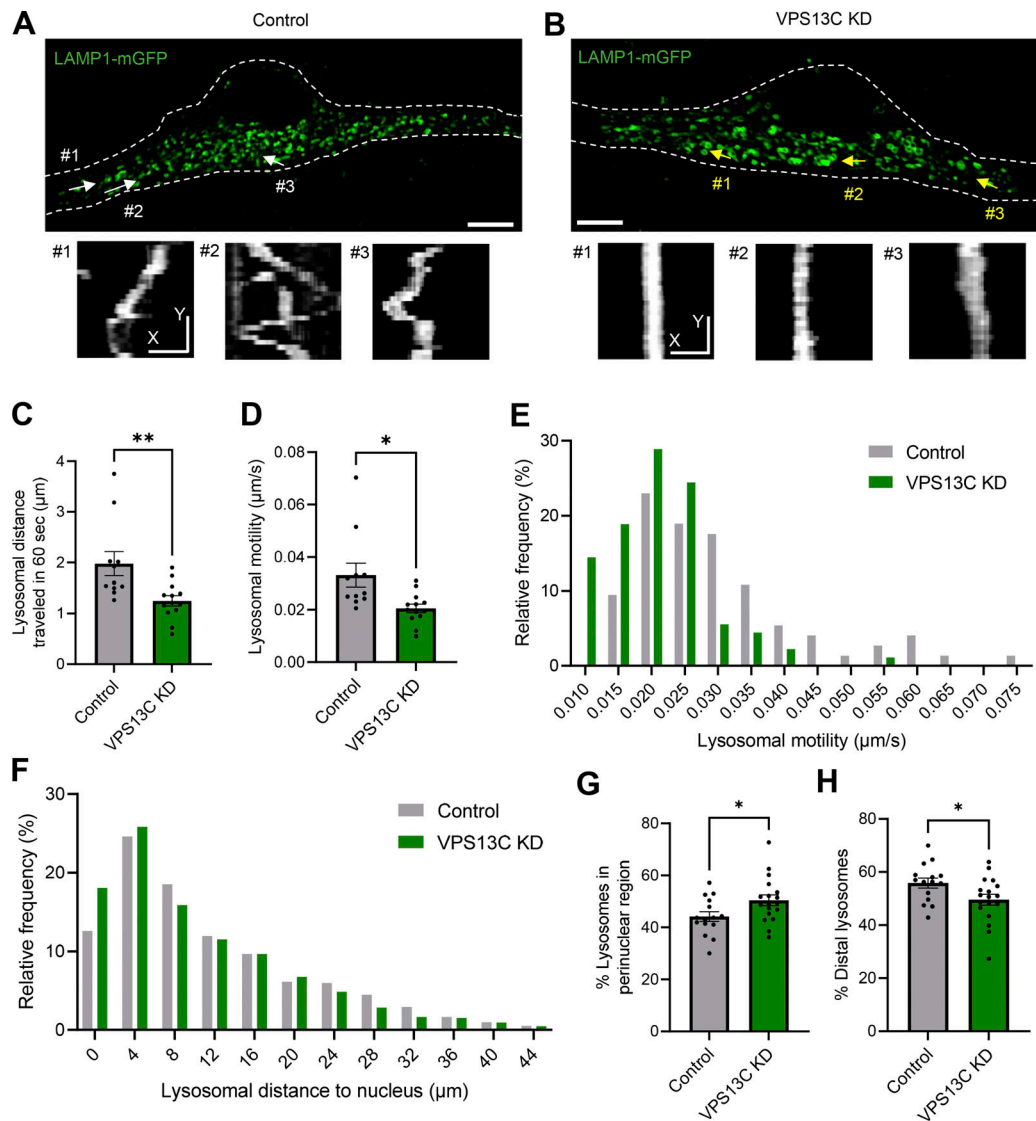 A
Control
LAMP1-mGFP
#1
#2
#3
#1
#2
#3
X
Y
B
VPS13C KD
LAMP1-mGFP
#1
#2
#3
#1
#2
#3
X
Y
C
Lysosomal distance
traveled in 60 sec (µm)
4
3
2
1
0
**
Control
VPS13C KD
D
Lysosomal motility (µm/s)
0.08
0.06
0.04
0.02
0.00
*
Control
VPS13C KD
E
Relative frequency (%)
30
20
10
0
Control
VPS13C KD
0.010
0.015
0.020
0.025
0.030
0.035
0.040
0.045
0.050
0.055
0.060
0.065
0.070
0.075
Lysosomal motility (µm/s)
F
Relative frequency (%)
30
20
10
0
Control
VPS13C KD
0
4
8
12
16
20
24
28
32
36
40
44
Lysosomal distance to nucleus (µm)
G
% Lysosomes in
perinuclear region
80
60
40
20
0
*
Control
VPS13C KD
H
% Distal lysosomes
80
60
40
20
0
*
Control
VPS13C KD